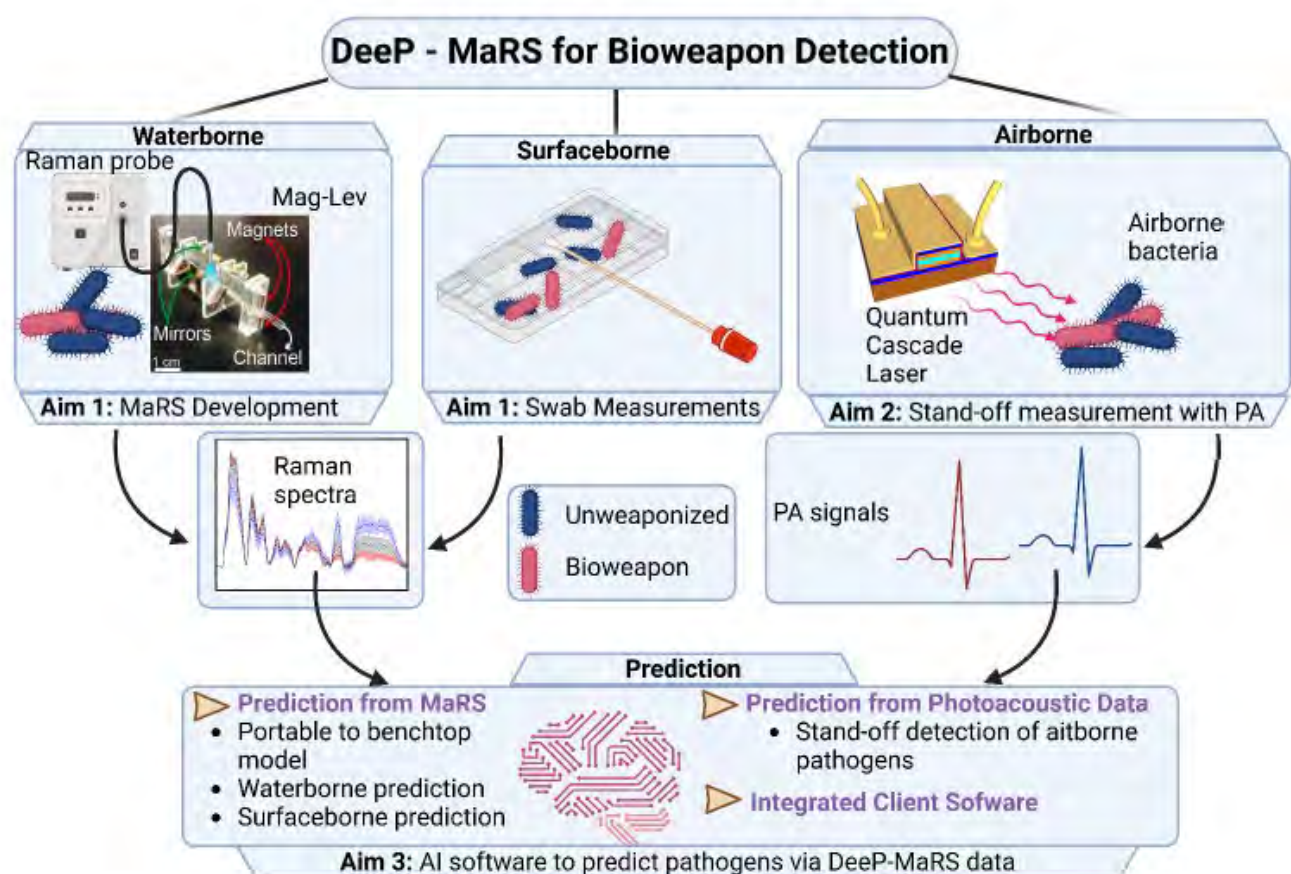 DeeP - MaRS for Bioweapon Detection
Waterborne
Raman probe
Mag-Lev
Magnets
Mirrors
Channel
1 cm
Aim 1: MaRS Development
Surfaceborne
Aim 1: Swab Measurements
Airborne
Airborne
bacteria
Quantum
Cascade
Laser
Aim 2: Stand-off measurement with PA
Raman
spectra
Unweaponized
Bioweapon
PA signals
Prediction
Prediction from MaRS
• Portable to benchtop
model
• Waterborne prediction
• Surfaceborne prediction
Prediction from Photoacoustic Data
• Stand-off detection of aitborne
pathogens
Integrated Client Sofware
Aim 3: AI software to predict pathogens via DeeP-MaRS data